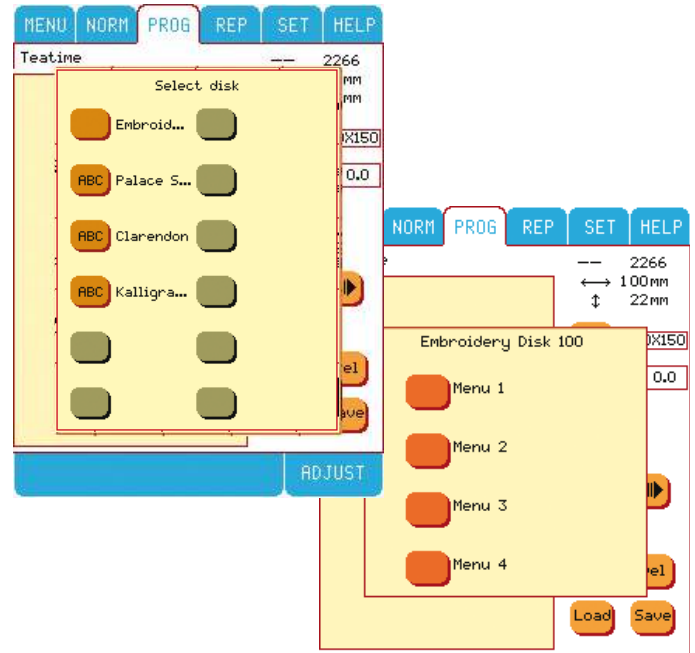 MENU NORM PROG REP SET HELP
Teatime -- 2266
mm
Select disk
mm
Embroid...
0X150
ABC Palace S... 0.0
ABC Clarendon
ABC Kalligra...
el
ave
ADJUST
NORM PROG REP SET HELP
-- 2266
100mm
22mm
Embroidery Disk 100 0X150
Menu 1 0.0
Menu 2
Menu 3
Menu 4 el
Load Save